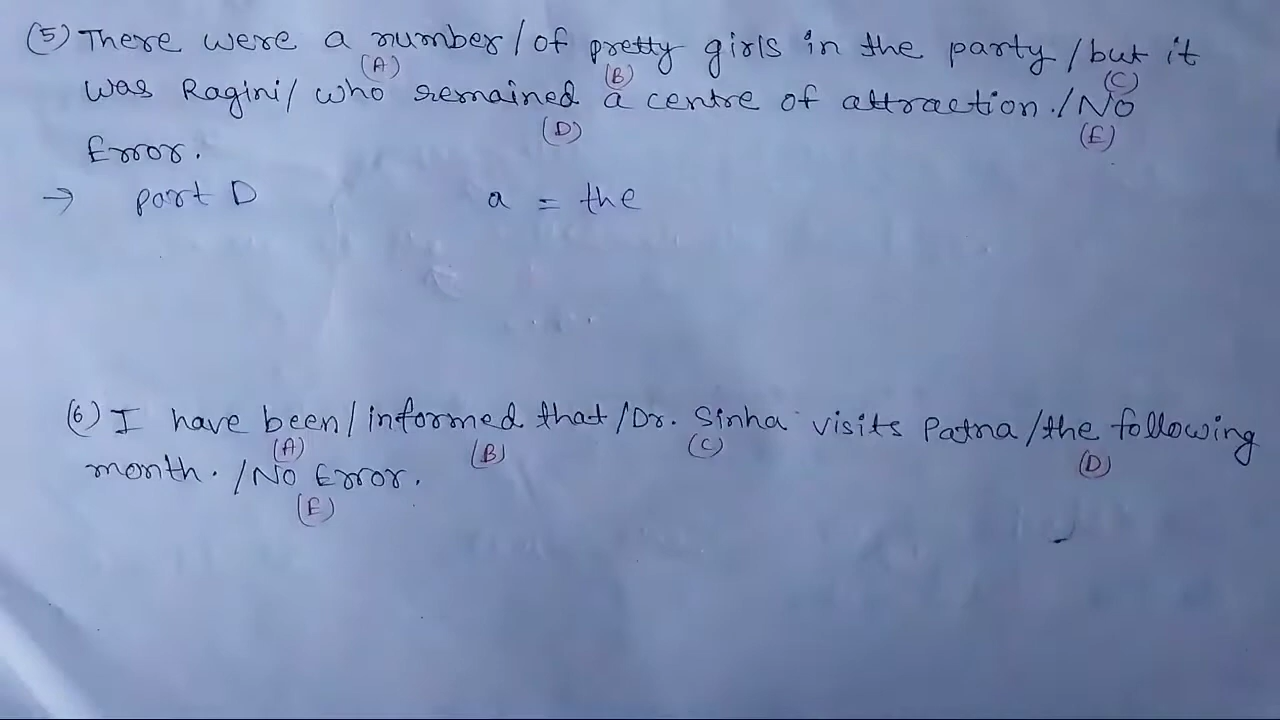 (5) There were a number / of pretty girls in the party / but it
(A) (B) (C)
was Ragini / who remained a centre of attraction. / No
(D) (E)
Error.
→ part D a = the
(6) I have been / informed that / Dr. Sinha visits Patna / the following
(A) (B) (C) (D)
month. / No Error.
(E)